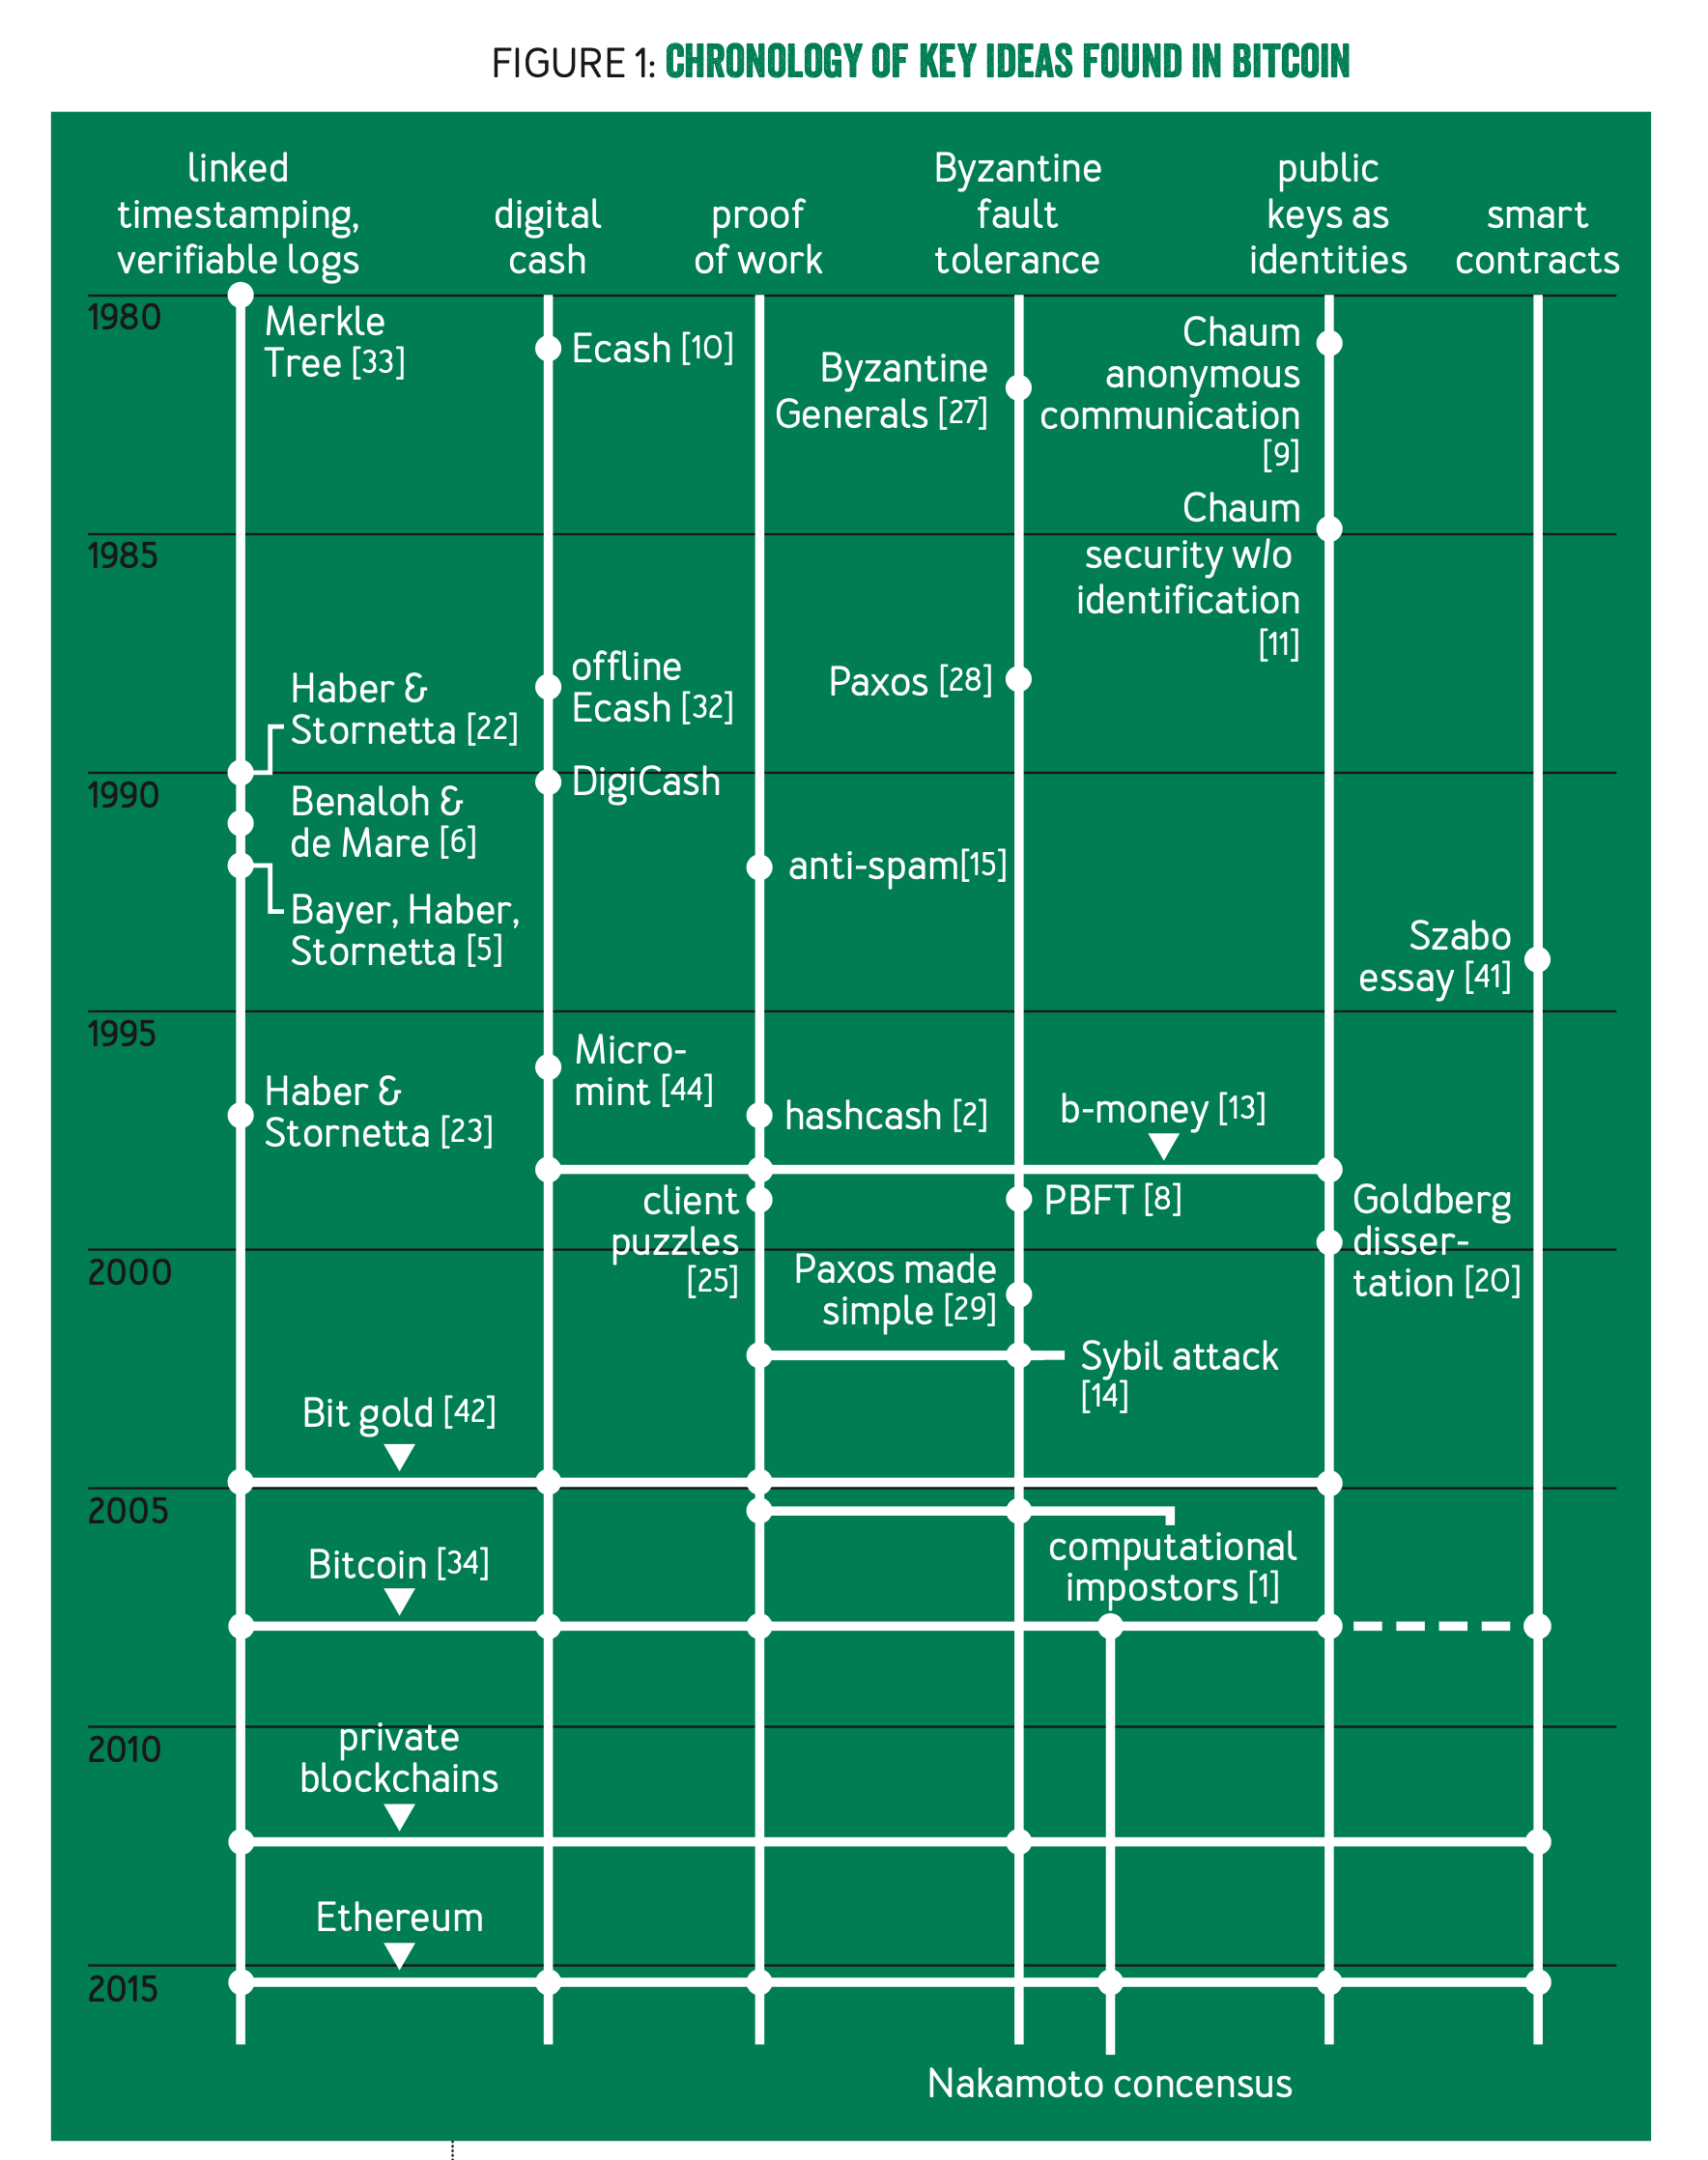 FIGURE 1: CHRONOLOGY OF KEY IDEAS FOUND IN BITCOIN
linked
timestamping,
verifiable logs
digital
cash
proof
of work
Byzantine
fault
tolerance
public
keys as
identities
smart
contracts
1980
Merkle
Tree [33]
Ecash [10]
Byzantine
Generals [27]
Chaum
anonymous
communication
[9]
Chaum
security w/o
identification
[11]
1985
offline
Ecash [32]
Paxos [28]
Haber &
Stornetta [22]
1990
DigiCash
Benaloh &
de Mare [6]
anti-spam[15]
Bayer, Haber,
Stornetta [5]
Szabo
essay [41]
1995
Micro-
mint [44]
Haber &
Stornetta [23]
hashcash [2]
b-money [13]
client
puzzles
[25]
PBFT [8]
Goldberg
disser-
tation [20]
2000
Paxos made
simple [29]
Sybil attack
[14]
Bit gold [42]
2005
computational
impostors [1]
Bitcoin [34]
2010
private
blockchains
Ethereum
2015
Nakamoto concensus